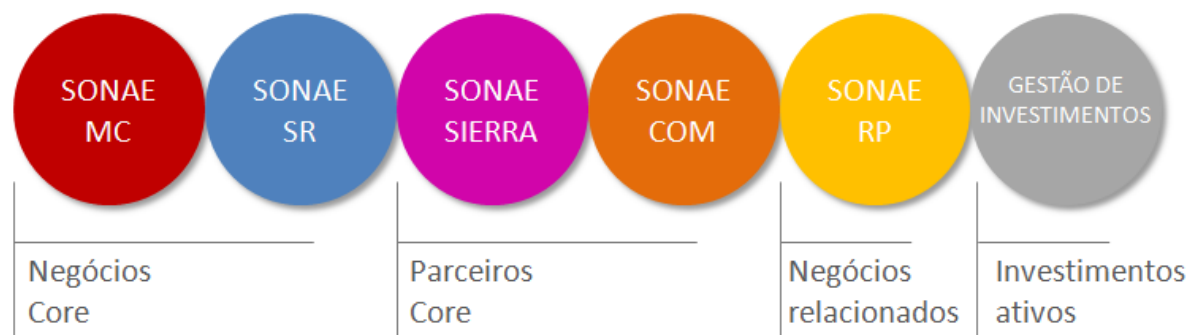 SONAE
MC
SONAE
SR
SONAE
SIERRA
SONAE
COM
SONAE
RP
GESTÃO DE
INVESTIMENTOS
Negócios
Core
Parceiros
Core
Negócios
relacionados
Investimentos
ativos